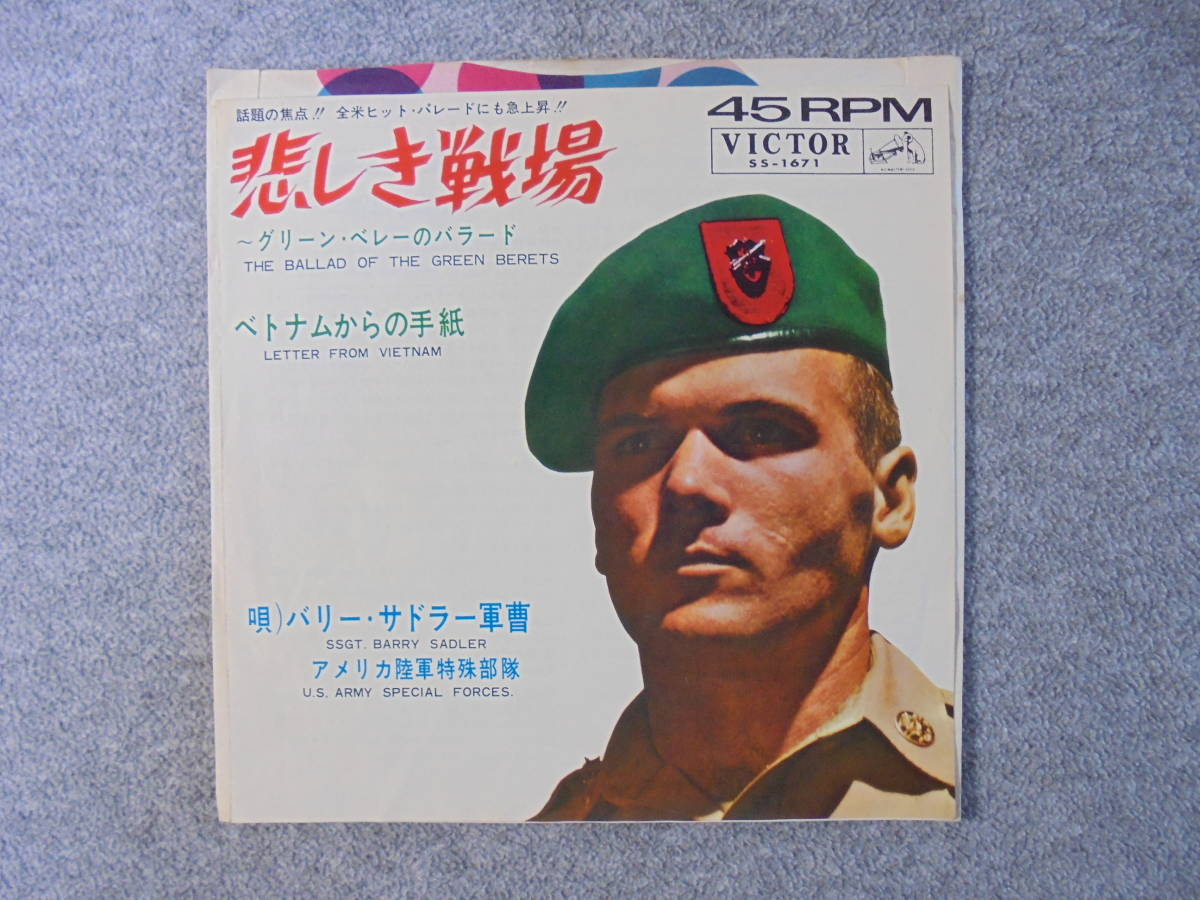 話題の焦点!! 全米ヒット・パレードにも急上昇!!
45 RPM
VICTOR
SS-1671
悲しき戦場
~グリーン・ベレーのバラード
THE BALLAD OF THE GREEN BERETS
ベトナムからの手紙
LETTER FROM VIETNAM
唄)バリー・サドラー軍曹
SSGT. BARRY SADLER
アメリカ陸軍特殊部隊
U.S. ARMY SPECIAL FORCES.